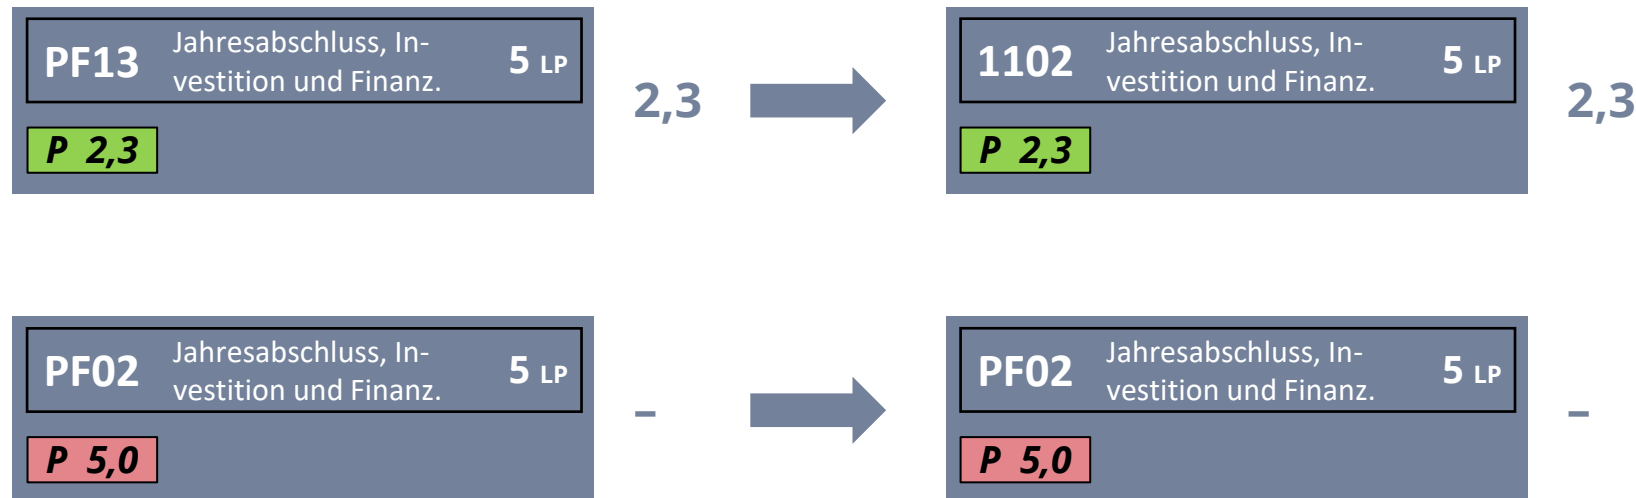 PF13 Jahresabschluss, In-
vestition und Finanz. 5 LP
P 2,3
2,3
1102 Jahresabschluss, In-
vestition und Finanz. 5 LP
P 2,3
2,3
PF02 Jahresabschluss, In-
vestition und Finanz. 5 LP
P 5,0
–
PF02 Jahresabschluss, In-
vestition und Finanz. 5 LP
P 5,0
–